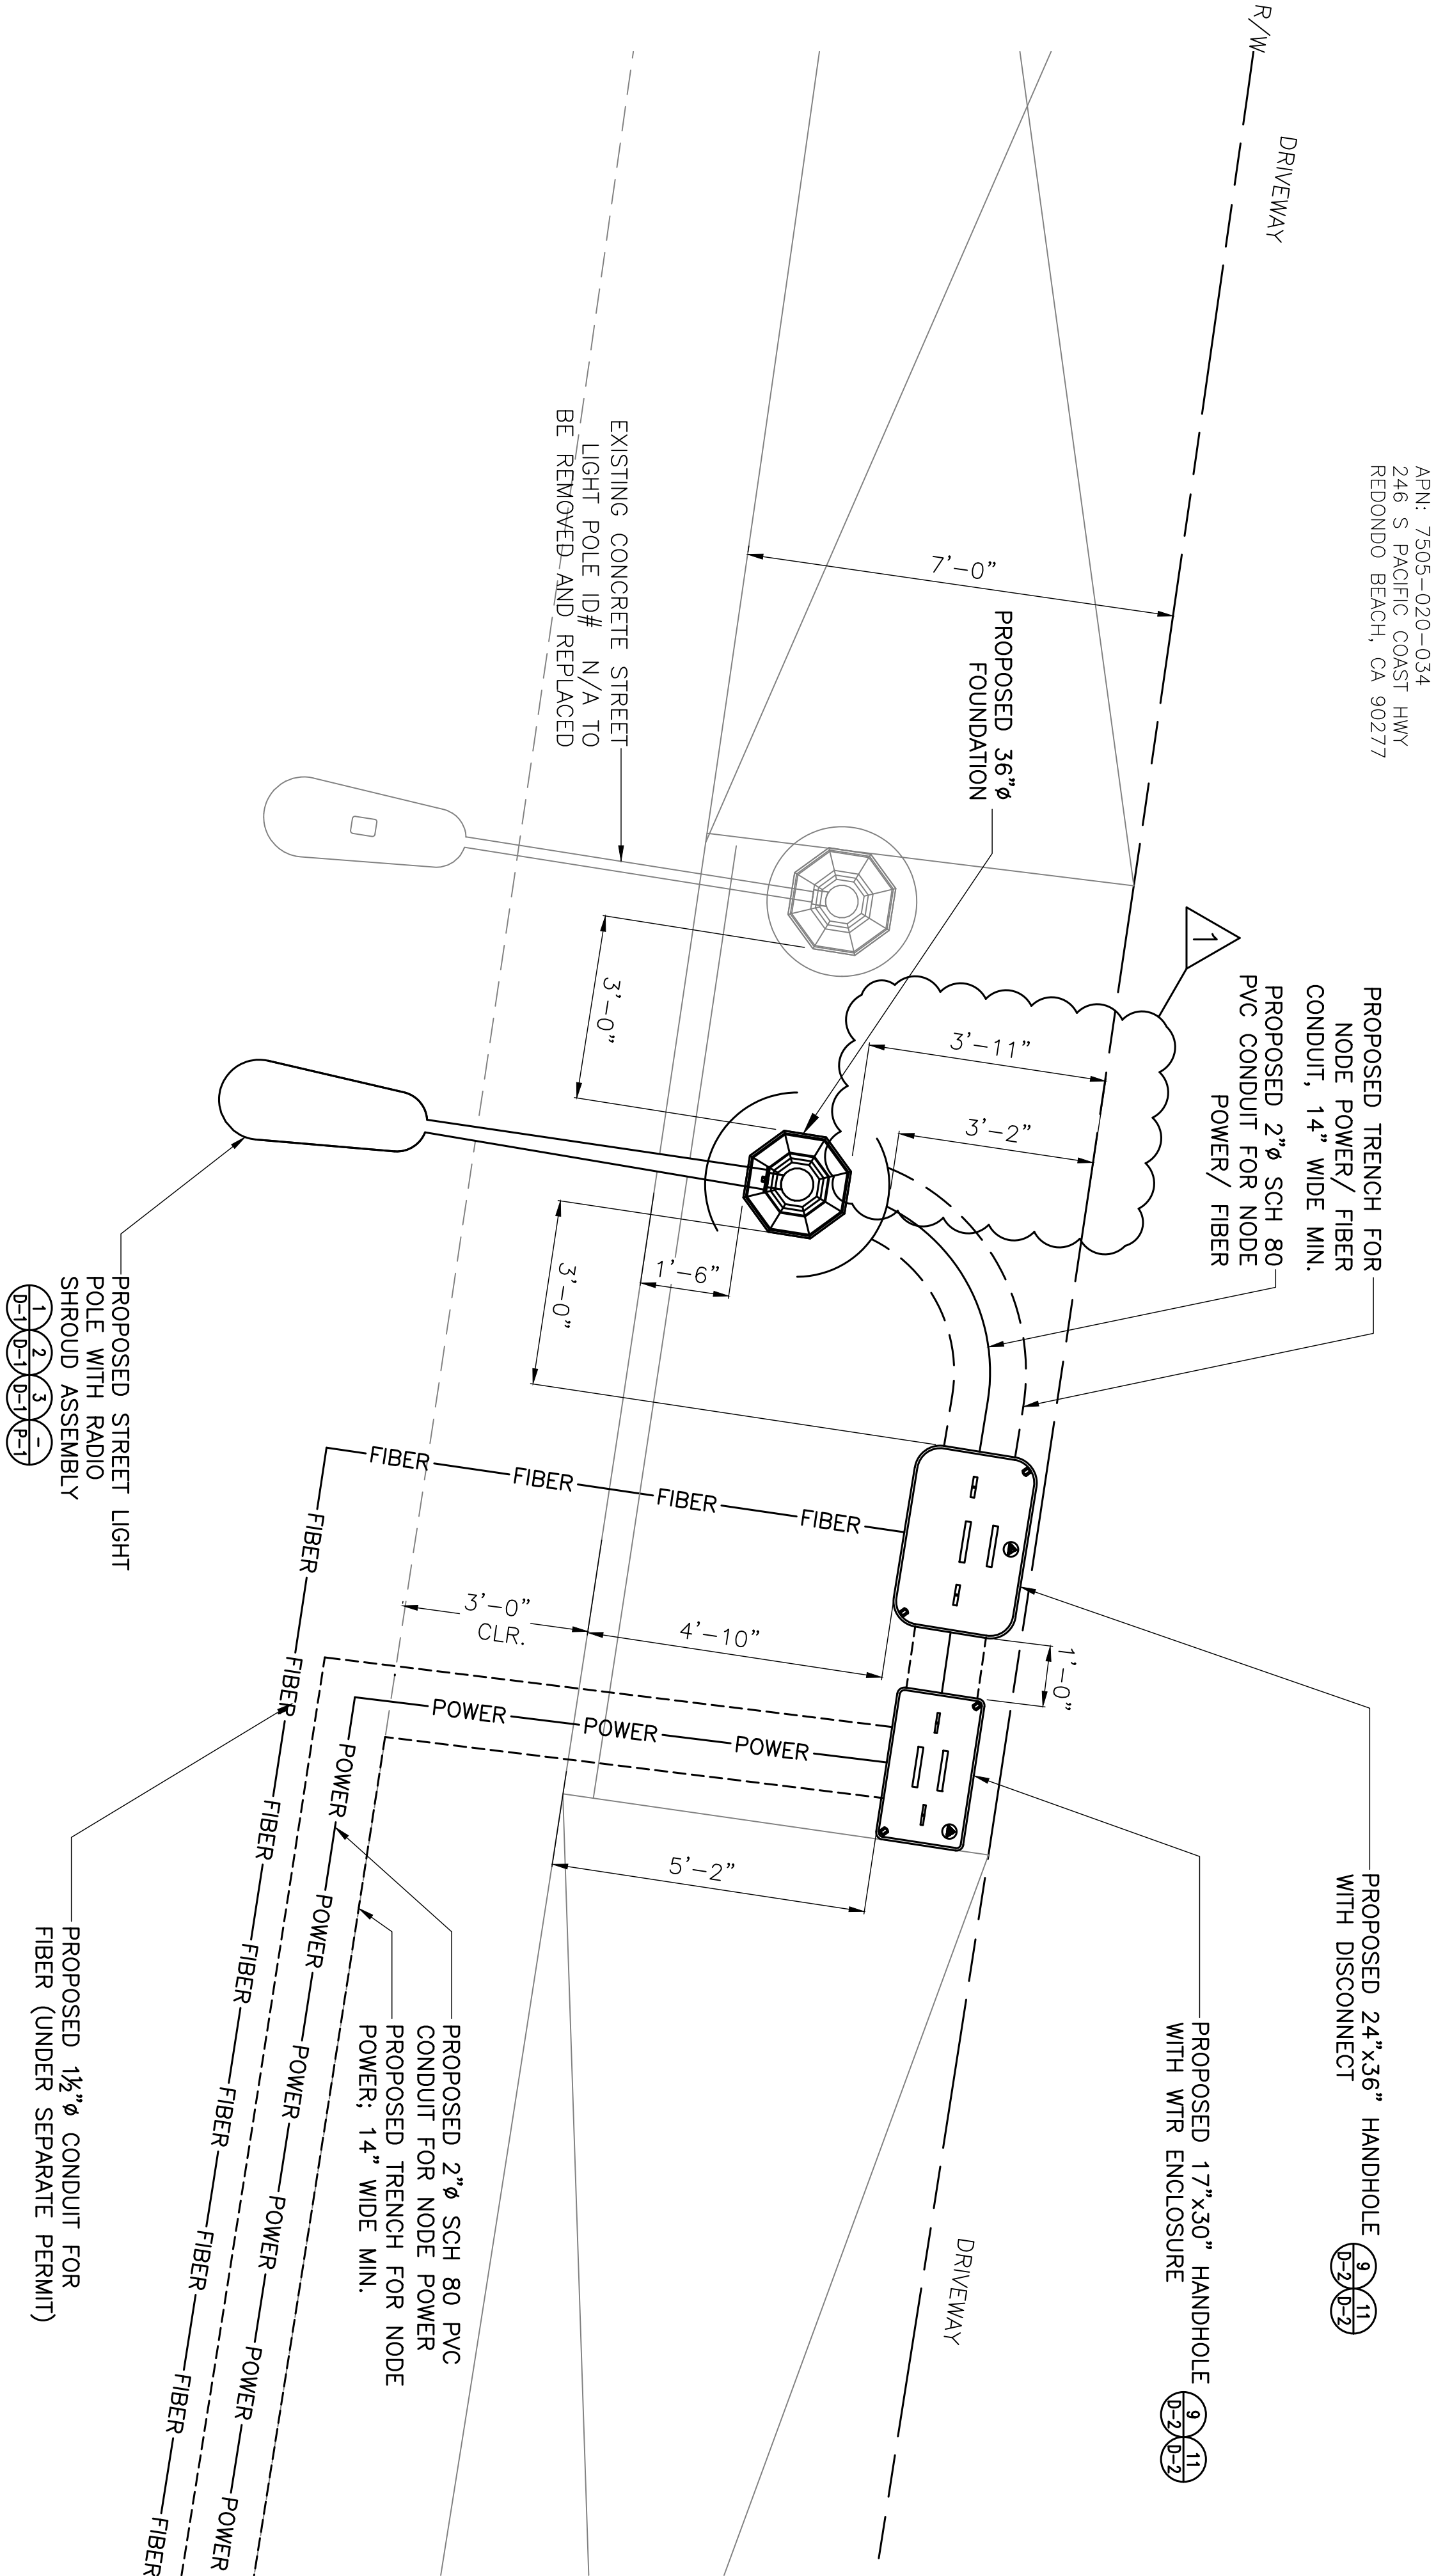 APN: 7505-020-034
246 S PACIFIC COAST HWY
REDONDO BEACH, CA 90277
R/W
DRIVEWAY
7'-0"
PROPOSED 36"ø
FOUNDATION
EXISTING CONCRETE STREET
LIGHT POLE ID# N/A TO
BE REMOVED AND REPLACED
1
PROPOSED TRENCH FOR
NODE POWER/ FIBER
CONDUIT, 14" WIDE MIN.
PROPOSED 2"ø SCH 80
PVC CONDUIT FOR NODE
POWER/ FIBER
3'-11"
3'-2"
3'-0"
1'-6"
3'-0"
PROPOSED STREET LIGHT
POLE WITH RADIO
SHROUD ASSEMBLY
1 2 3 -
D-1 D-1 D-1 P-1
PROPOSED 24"x36" HANDHOLE
WITH DISCONNECT
9 11
D-2 D-2
PROPOSED 17"x30" HANDHOLE
WITH WTR ENCLOSURE
9 11
D-2 D-2
1'-0"
4'-10"
3'-0"
CLR.
5'-2"
DRIVEWAY
FIBER FIBER FIBER FIBER
POWER POWER POWER
POWER POWER POWER POWER POWER POWER
FIBER FIBER FIBER FIBER FIBER FIBER FIBER FIBER
PROPOSED 2"ø SCH 80 PVC
CONDUIT FOR NODE POWER
PROPOSED TRENCH FOR NODE
POWER; 14" WIDE MIN.
PROPOSED 1½"ø CONDUIT FOR
FIBER (UNDER SEPARATE PERMIT)